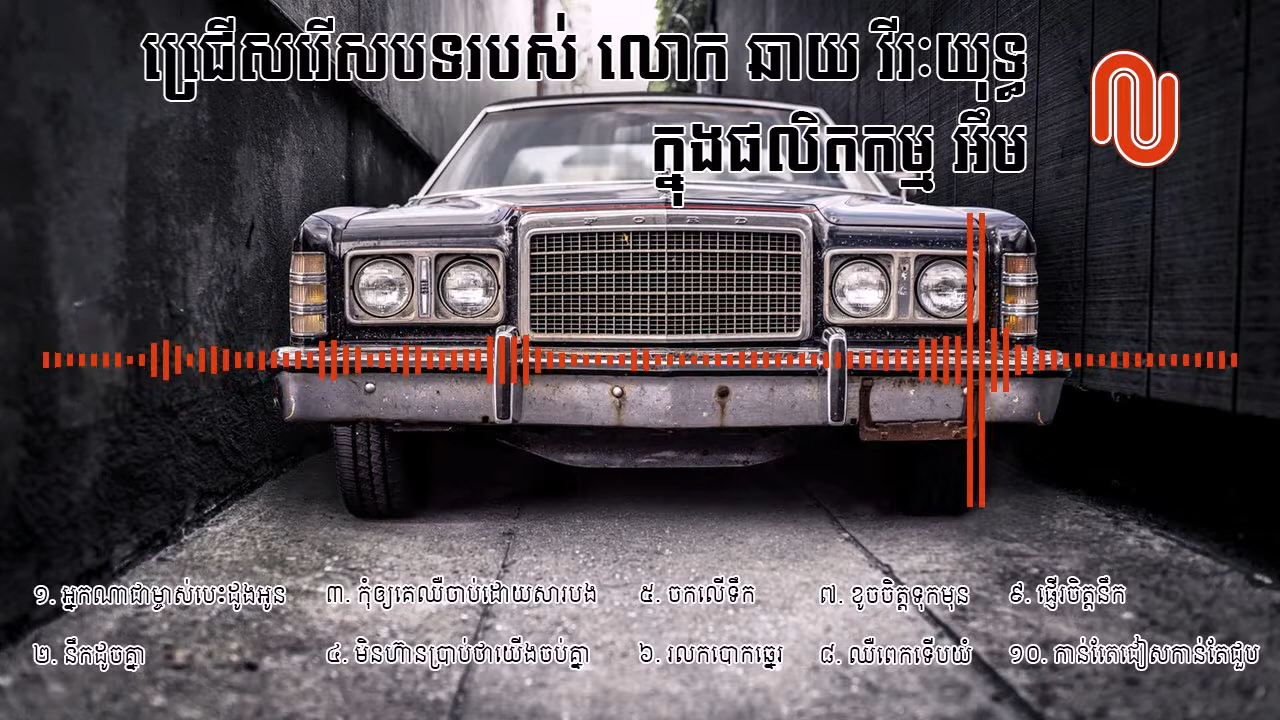 ជ្រើសរើសបទរបស់ លោក ឆាយ វីរៈយុទ្ធ
ក្នុងផលិតកម្ម អឹម
FORD
១. អ្នកណាជាម្ចាស់បេះដូងអូន
២. នឹកដូចគ្នា
៣. កុំឲ្យគេឈឺចាប់ដោយសារបង
៤. មិនហ៊ានប្រាប់ថាយើងចប់គ្នា
៥. ចកលើទឹក
៦. រលកបោកឆ្នេរ
៧. ខូចចិត្តទុកមុន
៨. ឈឺពេកទើបយំ
៩. ផ្ញើរចិត្តនឹក
១០. កាន់តែជៀសកាន់តែជួប